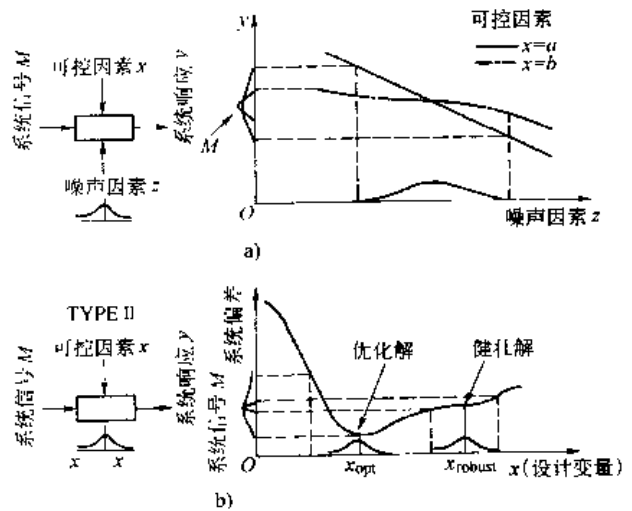 系统信号 M
可控因素 x
系统响应 y
噪声因素 z
y
M
O
可控因素
x=a
x=b
噪声因素 z
a)
TYPE II
系统信号 M
可控因素 x
系统响应 y
x
x
系统偏差
系统信号 M
优化解
健壮解
O
xopt
xrobust
x(设计变量)
b)